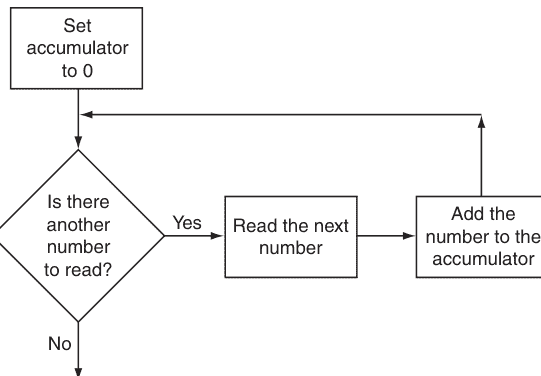 Set
accumulator
to 0
Is there
another
number
to read?
Yes
Read the next
number
Add the
number to the
accumulator
No